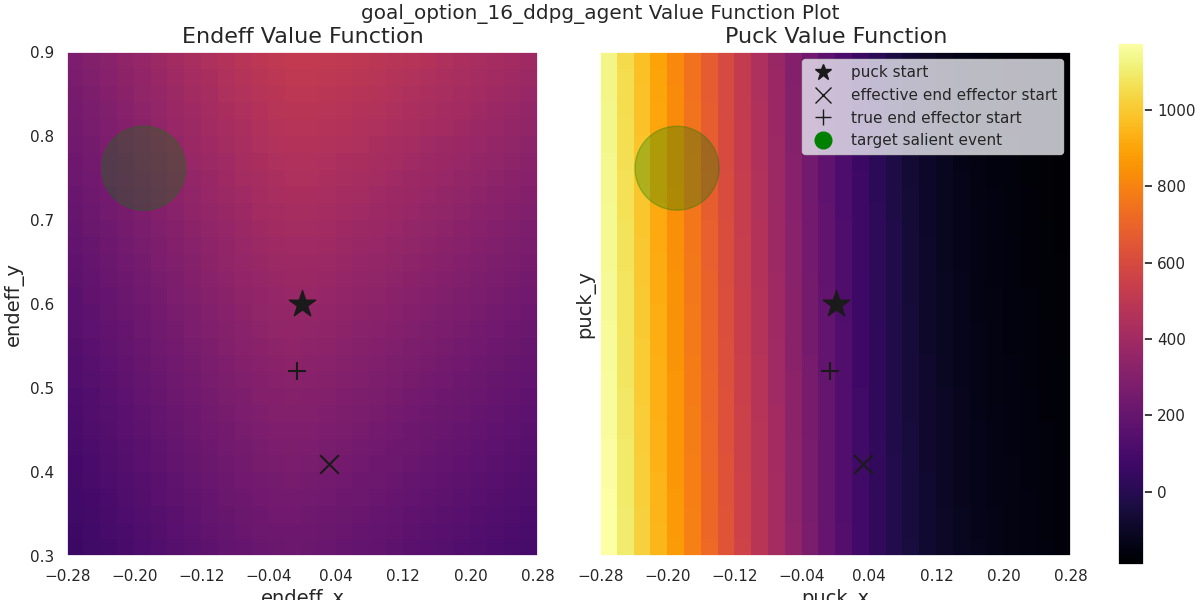 goal_option_16_ddpg_agent Value Function Plot
Endeff Value Function
0.9
0.8
0.7
0.6
0.5
0.4
0.3
endeff_y
−0.28 −0.20 −0.12 −0.04 0.04 0.12 0.20 0.28
endeff_x
Puck Value Function
puck start
effective end effector start
true end effector start
target salient event
puck_y
−0.28 −0.20 −0.12 −0.04 0.04 0.12 0.20 0.28
puck_x
1000
800
600
400
200
0